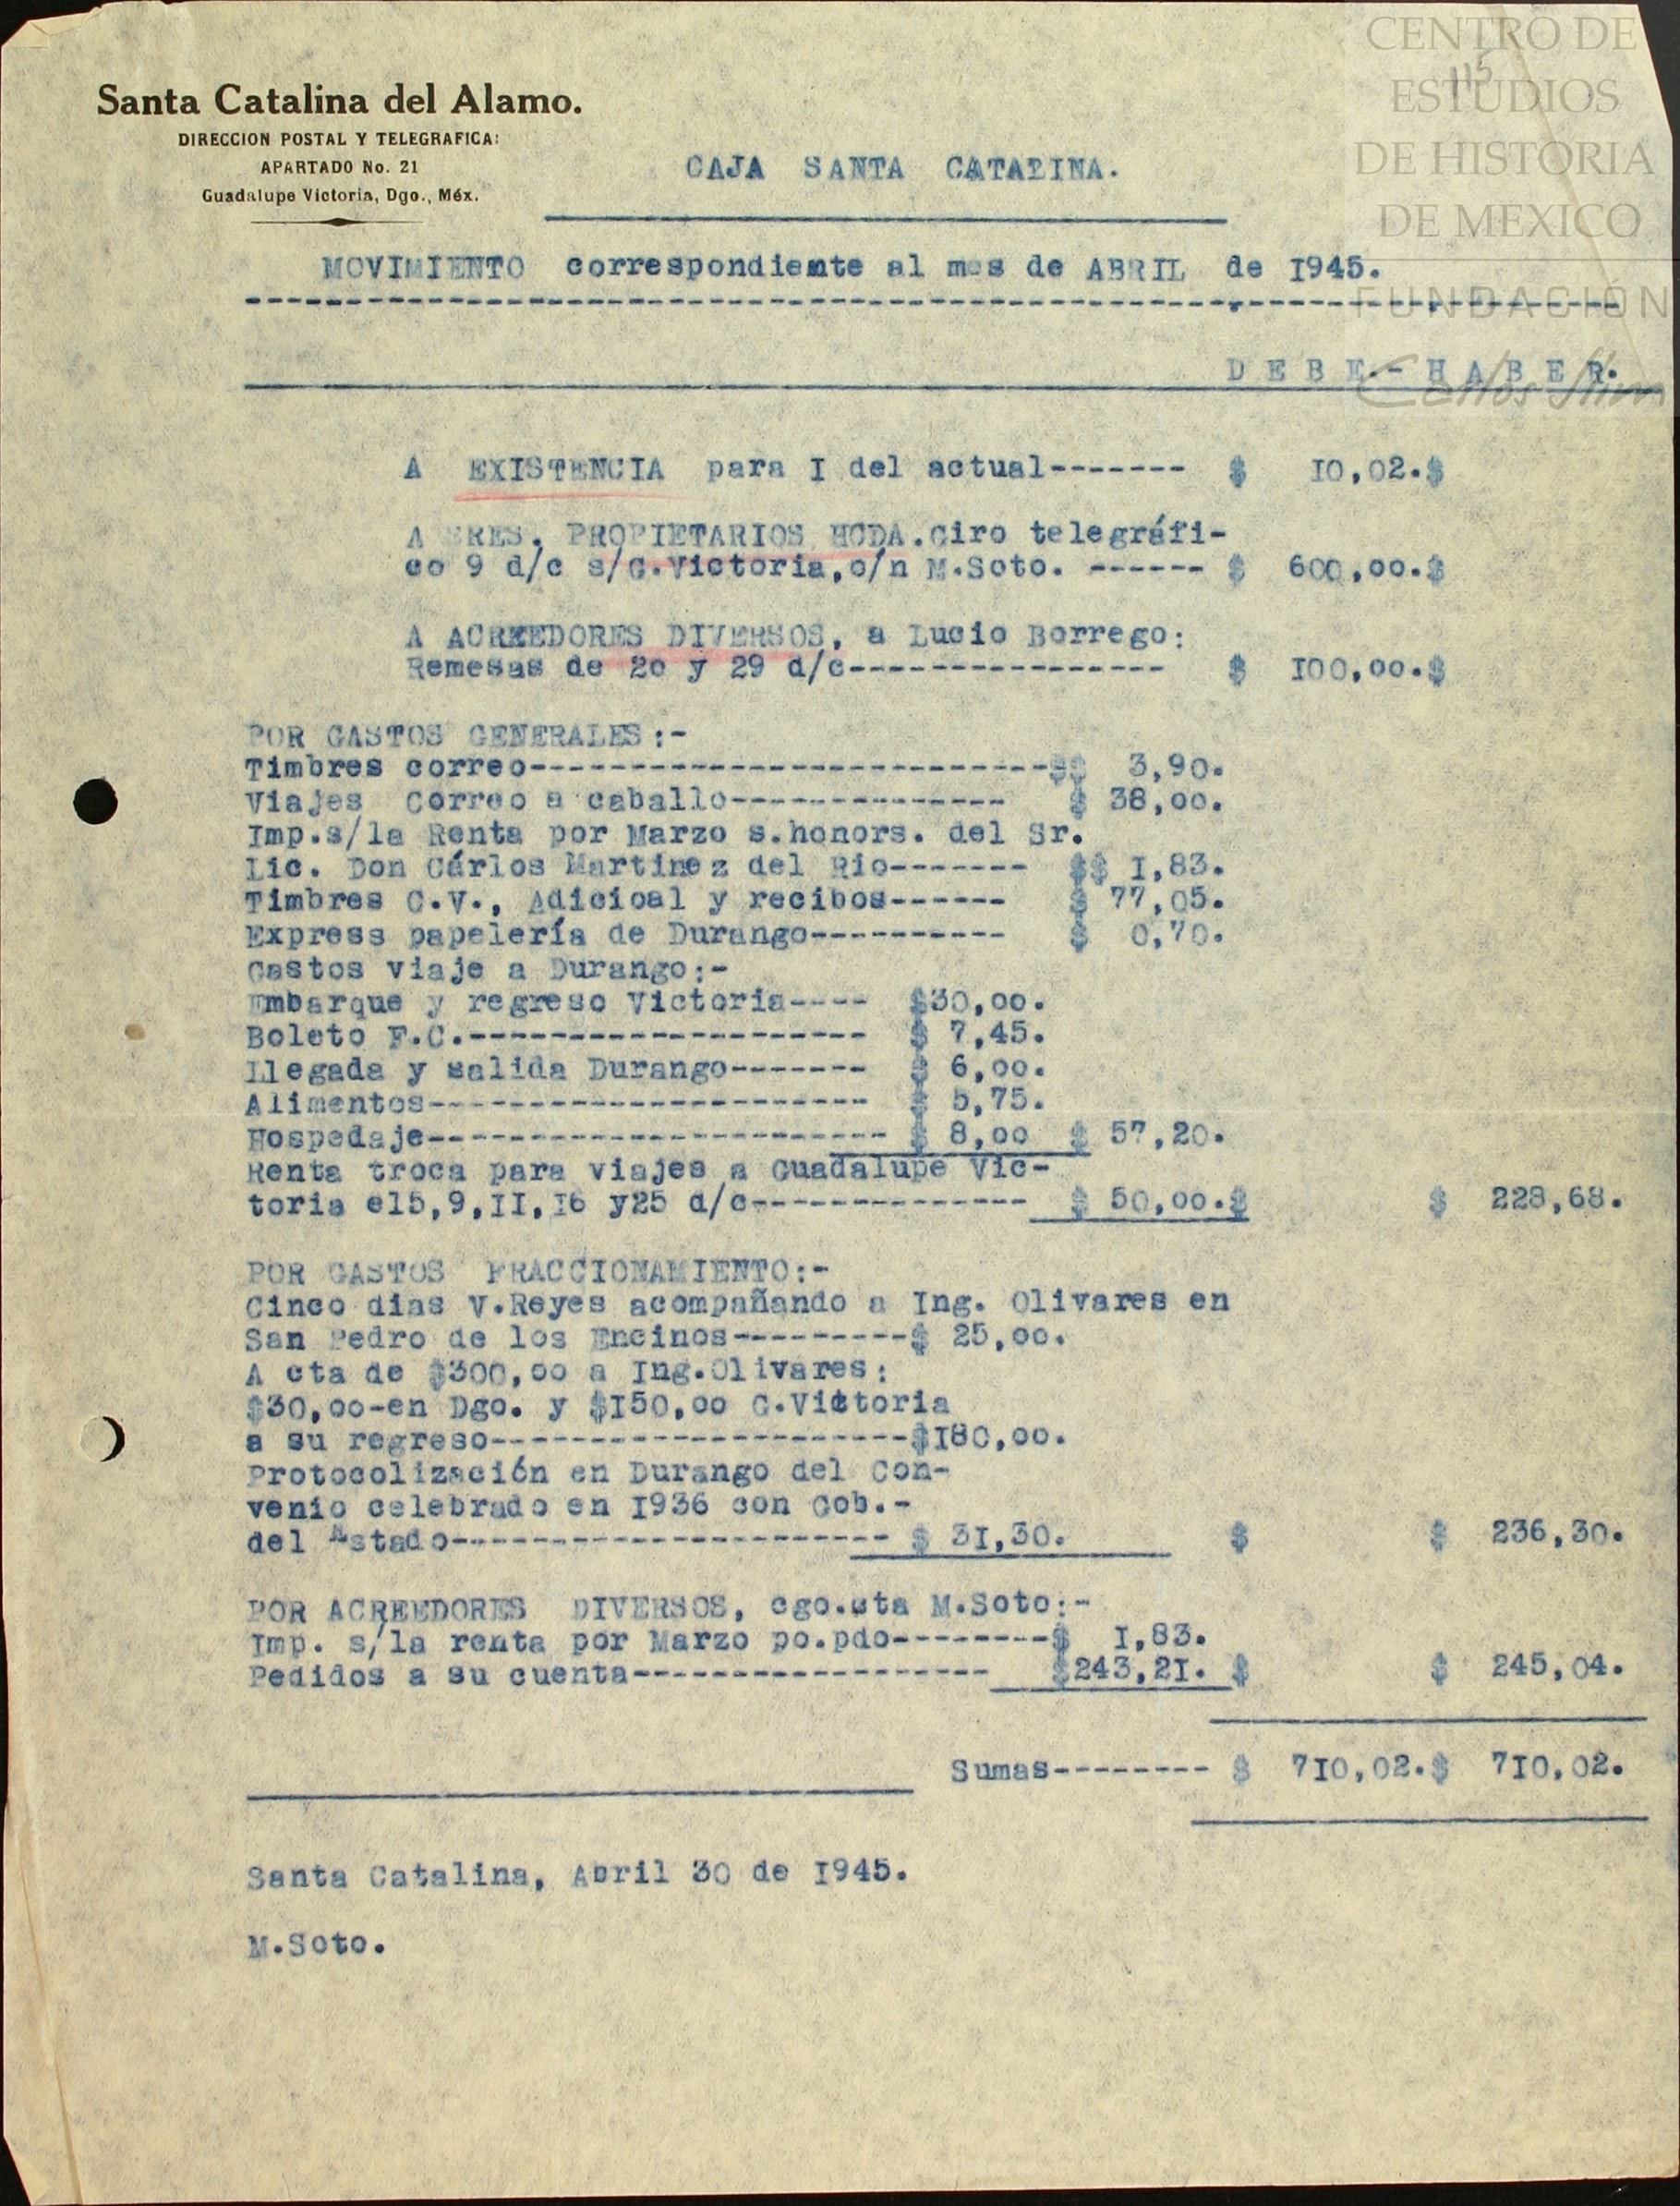 CENTRO DE
ESTUDIOS
DE HISTORIA
DE MEXICO
FUNDACIÓN
Carlos Slim
115
Santa Catalina del Alamo.
DIRECCION POSTAL Y TELEGRAFICA:
APARTADO No. 21
Guadalupe Victoria, Dgo., Méx.
CAJA SANTA CATALINA.
MOVIMIENTO correspondiente al mes de ABRIL de I945.
D E B E.- H A B E R.
A EXISTENCIA para I del actual------- $ I0,02.$
A SRES. PROPIETARIOS HCDA.Giro telegráfi-
co 9 d/c s/G.Victoria,o/n M.Soto. ------ $ 600,oo.$
A ACREEDORES DIVERSOS, a Lucio Borrego:
Remesas de 20 y 29 d/c---------------- $ I00,oo.$
POR GASTOS GENERALES:-
Timbres correo--------------------------$$ 3,90.
Viajes Correo a caballo-------------- $ 38,oo.
Imp.s/la Renta por Marzo s.honors. del Sr.
Lic. Don Cárlos Martinez del Rio------- $$ I,83.
Timbres C.V., Adicioal y recibos------ $ 77,05.
Express papelería de Durango---------- $ 0,70.
Gastos viaje a Durango:-
Embarque y regreso Victoria---- $30,oo.
Boleto F.C.-------------------- $ 7,45.
Llegada y salida Durango------- $ 6,oo.
Alimentos---------------------- $ 5,75.
Hospedaje----------------------- $ 8,oo $ 57,20.
Renta troca para viajes a Guadalupe Vic-
toria el5,9,II,I6 y25 d/c-------------- $ 50,oo.$ $ 228,68.
POR GASTOS FRACCIONAMIENTO:-
Cinco dias V.Reyes acompañando a Ing. Olivares en
San Pedro de los Encinos---------$ 25,oo.
A cta de $300,oo a Ing.Olivares:
$30,oo-en Dgo. y $I50,oo G.Victoria
a su regreso---------------------$I80,oo.
Protocolización en Durango del Con-
venio celebrado en I936 con Gob.-
del Estado---------------------- $ 3I,30. $ $ 236,30.
POR ACREEDORES DIVERSOS, cgo.cta M.Soto:-
Imp. s/la renta por Marzo po.pdo--------$ I,83.
Pedidos a su cuenta------------------ $243,2I. $ $ 245,04.
Sumas-------- $ 7I0,02.$ 7I0,02.
Santa Catalina, Abril 30 de I945.
M.Soto.